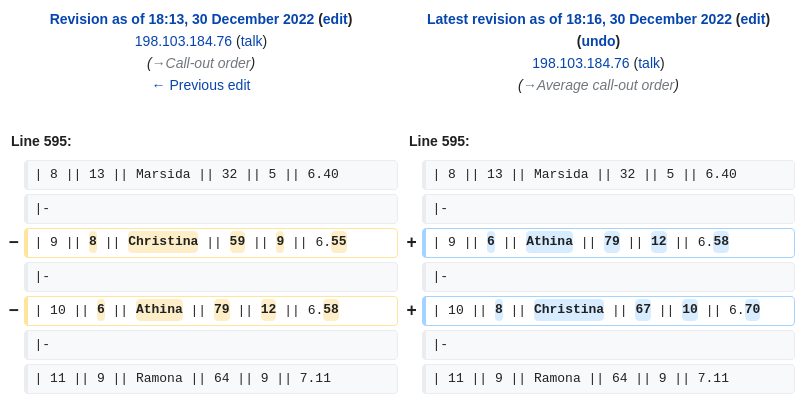 Revision as of 18:13, 30 December 2022 (edit)
198.103.184.76 (talk)
(→Call-out order)
← Previous edit
Latest revision as of 18:16, 30 December 2022 (edit)
(undo)
198.103.184.76 (talk)
(→Average call-out order)
Line 595:
| 8 || 13 || Marsida || 32 || 5 || 6.40
|-
− | 9 || 8 || Christina || 59 || 9 || 6.55
|-
− | 10 || 6 || Athina || 79 || 12 || 6.58
|-
| 11 || 9 || Ramona || 64 || 9 || 7.11
Line 595:
| 8 || 13 || Marsida || 32 || 5 || 6.40
|-
+ | 9 || 6 || Athina || 79 || 12 || 6.58
|-
+ | 10 || 8 || Christina || 67 || 10 || 6.70
|-
| 11 || 9 || Ramona || 64 || 9 || 7.11